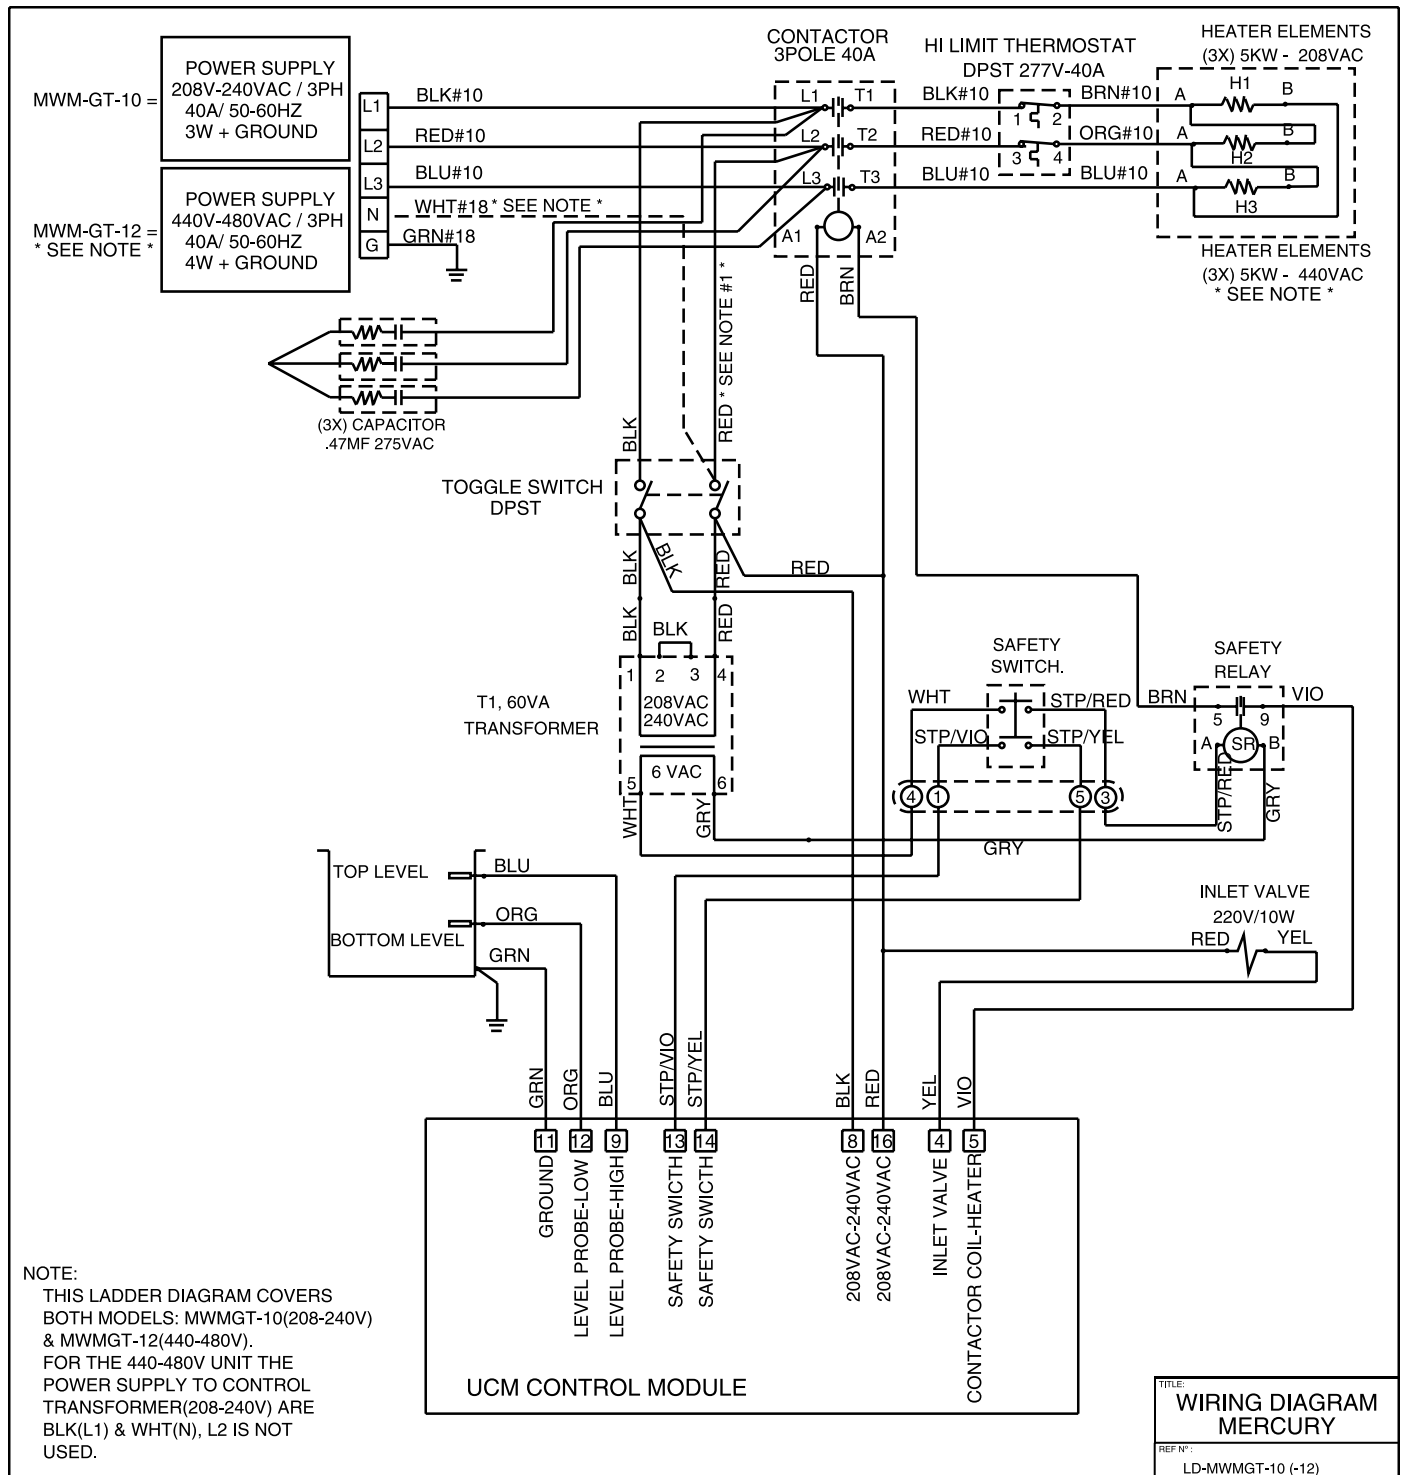 CONTACTOR
3POLE 40A
HI LIMIT THERMOSTAT
DPST 277V-40A
HEATER ELEMENTS
(3X) 5KW - 208VAC
MWM-GT-10 =
POWER SUPPLY
208V-240VAC / 3PH
40A/ 50-60HZ
3W + GROUND
MWM-GT-12 =
* SEE NOTE *
POWER SUPPLY
440V-480VAC / 3PH
40A/ 50-60HZ
4W + GROUND
L1
L2
L3
N
G
BLK#10
RED#10
BLU#10
WHT#18 * SEE NOTE *
GRN#18
L1
T1
L2
T2
L3
T3
A1
A2
BLK#10
RED#10
BLU#10
1
2
3
4
BRN#10
ORG#10
BLU#10
A
H1
B
A
H2
B
A
H3
B
HEATER ELEMENTS
(3X) 5KW - 440VAC
* SEE NOTE *
RED
BRN
(3X) CAPACITOR
.47MF 275VAC
BLK
RED * SEE NOTE #1 *
TOGGLE SWITCH
DPST
BLK
BLK
RED
RED
BLK
RED
BLK
1
2
3
4
T1, 60VA
TRANSFORMER
208VAC
240VAC
6 VAC
5
6
WHT
GRY
SAFETY
SWITCH.
WHT
STP/RED
STP/VIO
STP/YEL
4
1
5
3
GRY
SAFETY
RELAY
BRN
VIO
5
9
A
SR
B
STP/RED
GRY
TOP LEVEL
BLU
ORG
BOTTOM LEVEL
GRN
INLET VALVE
220V/10W
RED
YEL
GRN
ORG
BLU
STP/VIO
STP/YEL
BLK
RED
YEL
VIO
11
12
9
13
14
8
16
4
5
GROUND
LEVEL PROBE-LOW
LEVEL PROBE-HIGH
SAFETY SWICTH
SAFETY SWICTH
208VAC-240VAC
208VAC-240VAC
INLET VALVE
CONTACTOR COIL-HEATER
UCM CONTROL MODULE
NOTE:
THIS LADDER DIAGRAM COVERS
BOTH MODELS: MWMGT-10(208-240V)
& MWMGT-12(440-480V).
FOR THE 440-480V UNIT THE
POWER SUPPLY TO CONTROL
TRANSFORMER(208-240V) ARE
BLK(L1) & WHT(N), L2 IS NOT
USED.
TITLE:
WIRING DIAGRAM
MERCURY
REF Nº :
LD-MWMGT-10 (-12)